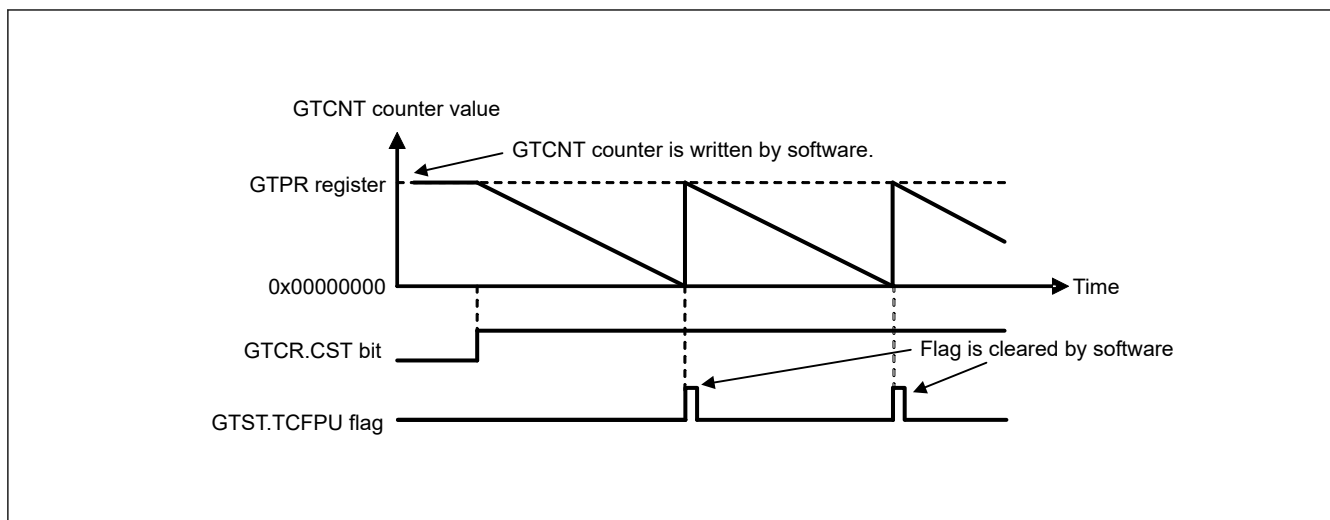 GTCNT counter value
GTCNT counter is written by software.
GTPR register
0x00000000
Time
GTCR.CST bit
Flag is cleared by software
GTST.TCFPU flag